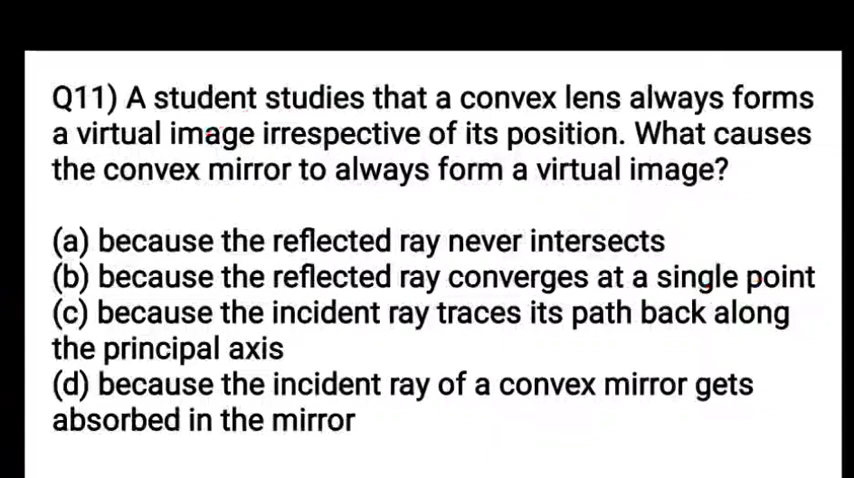 Q11) A student studies that a convex lens always forms
a virtual image irrespective of its position. What causes
the convex mirror to always form a virtual image?
(a) because the reflected ray never intersects
(b) because the reflected ray converges at a single point
(c) because the incident ray traces its path back along
the principal axis
(d) because the incident ray of a convex mirror gets
absorbed in the mirror